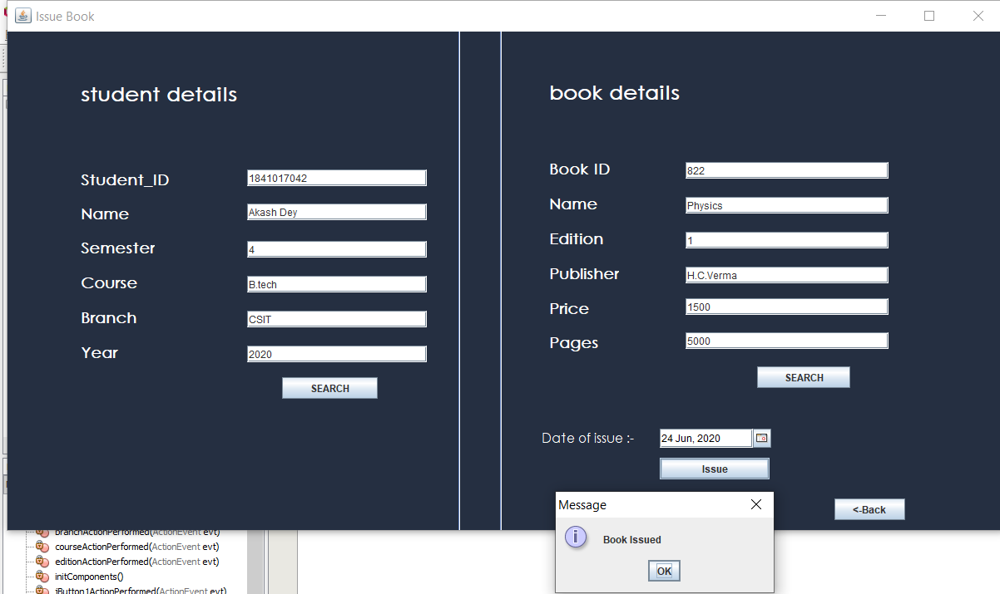 Issue Book
student details
Student_ID 1841017042
Name Akash Dey
Semester 4
Course B.tech
Branch CSIT
Year 2020
SEARCH
book details
Book ID 822
Name Physics
Edition 1
Publisher H.C.Verma
Price 1500
Pages 5000
SEARCH
Date of issue :- 24 Jun, 2020
Issue
<-Back
Message
Book Issued
OK
branchActionPerformed(ActionEvent evt)
courseActionPerformed(ActionEvent evt)
editionActionPerformed(ActionEvent evt)
initComponents()
jButton1ActionPerformed(ActionEvent evt)